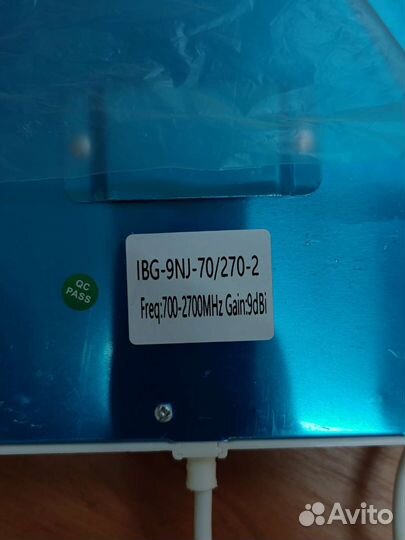 IBG-9NJ-70/270-2
Freq:700-2700MHz Gain:9dBi
QC
PASS
Avito